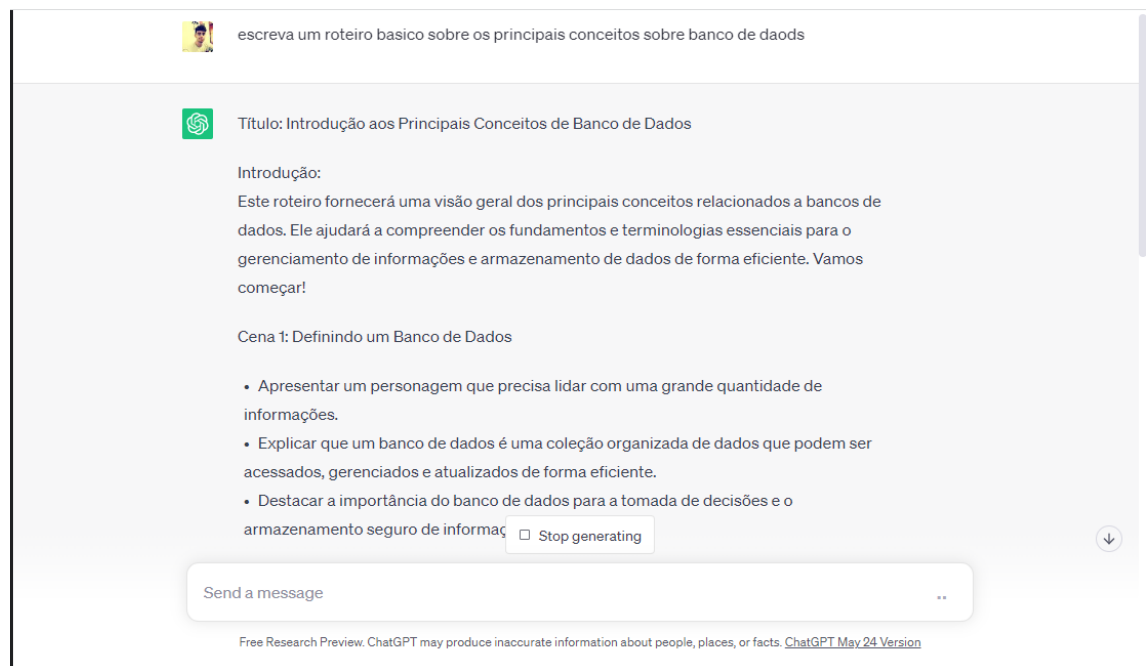 escreva um roteiro basico sobre os principais conceitos sobre banco de daods
Título: Introdução aos Principais Conceitos de Banco de Dados
Introdução:
Este roteiro fornecerá uma visão geral dos principais conceitos relacionados a bancos de
dados. Ele ajudará a compreender os fundamentos e terminologias essenciais para o
gerenciamento de informações e armazenamento de dados de forma eficiente. Vamos
começar!
Cena 1: Definindo um Banco de Dados
• Apresentar um personagem que precisa lidar com uma grande quantidade de
informações.
• Explicar que um banco de dados é uma coleção organizada de dados que podem ser
acessados, gerenciados e atualizados de forma eficiente.
• Destacar a importância do banco de dados para a tomada de decisões e o
armazenamento seguro de informaç
Stop generating
Send a message
Free Research Preview. ChatGPT may produce inaccurate information about people, places, or facts. ChatGPT May 24 Version